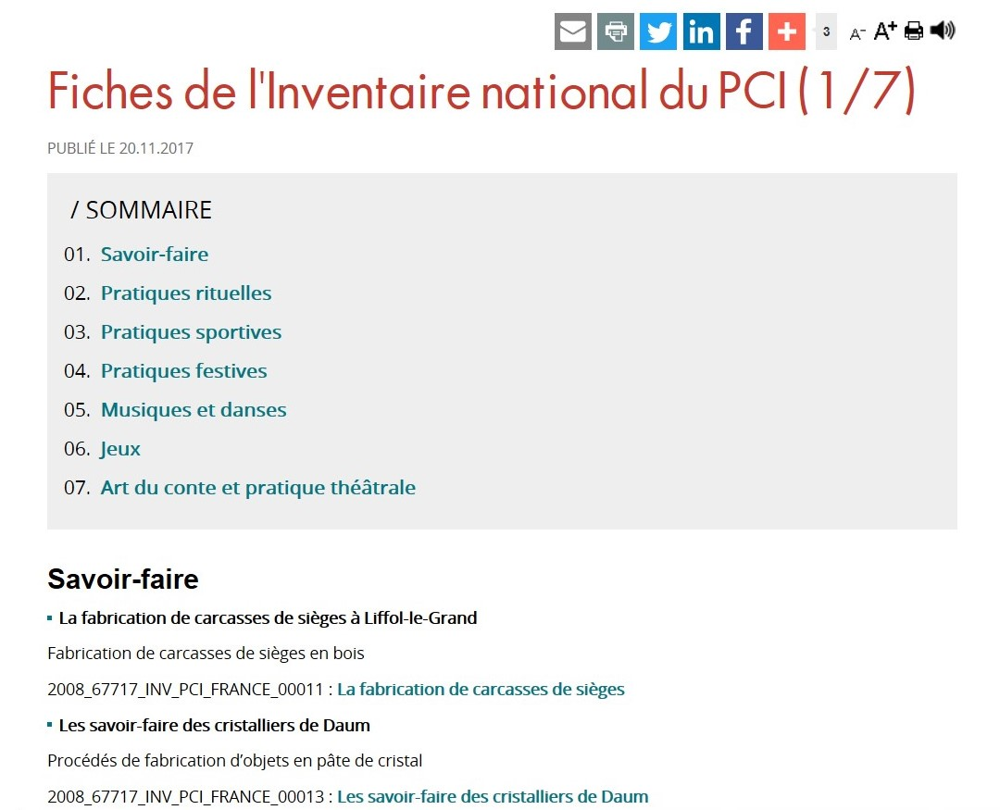 3 A- A+
Fiches de l'Inventaire national du PCI (1/7)
PUBLIÉ LE 20.11.2017
/ SOMMAIRE
01. Savoir-faire
02. Pratiques rituelles
03. Pratiques sportives
04. Pratiques festives
05. Musiques et danses
06. Jeux
07. Art du conte et pratique théâtrale
Savoir-faire
▪ La fabrication de carcasses de sièges à Liffol-le-Grand
Fabrication de carcasses de sièges en bois
2008_67717_INV_PCI_FRANCE_00011 : La fabrication de carcasses de sièges
▪ Les savoir-faire des cristalliers de Daum
Procédés de fabrication d’objets en pâte de cristal
2008_67717_INV_PCI_FRANCE_00013 : Les savoir-faire des cristalliers de Daum